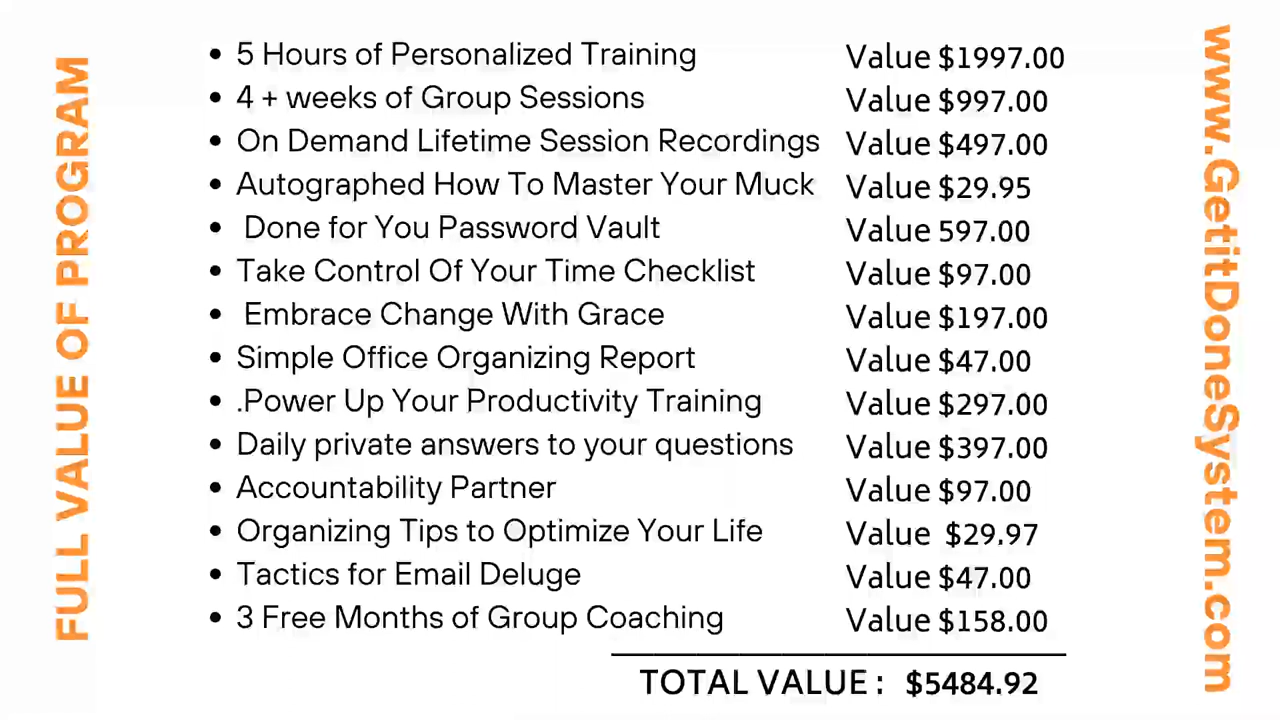 FULL VALUE OF PROGRAM
• 5 Hours of Personalized Training Value $1997.00
• 4 + weeks of Group Sessions Value $997.00
• On Demand Lifetime Session Recordings Value $497.00
• Autographed How To Master Your Muck Value $29.95
• Done for You Password Vault Value 597.00
• Take Control Of Your Time Checklist Value $97.00
• Embrace Change With Grace Value $197.00
• Simple Office Organizing Report Value $47.00
• .Power Up Your Productivity Training Value $297.00
• Daily private answers to your questions Value $397.00
• Accountability Partner Value $97.00
• Organizing Tips to Optimize Your Life Value $29.97
• Tactics for Email Deluge Value $47.00
• 3 Free Months of Group Coaching Value $158.00
TOTAL VALUE : $5484.92
www.GetitDoneSystem.com